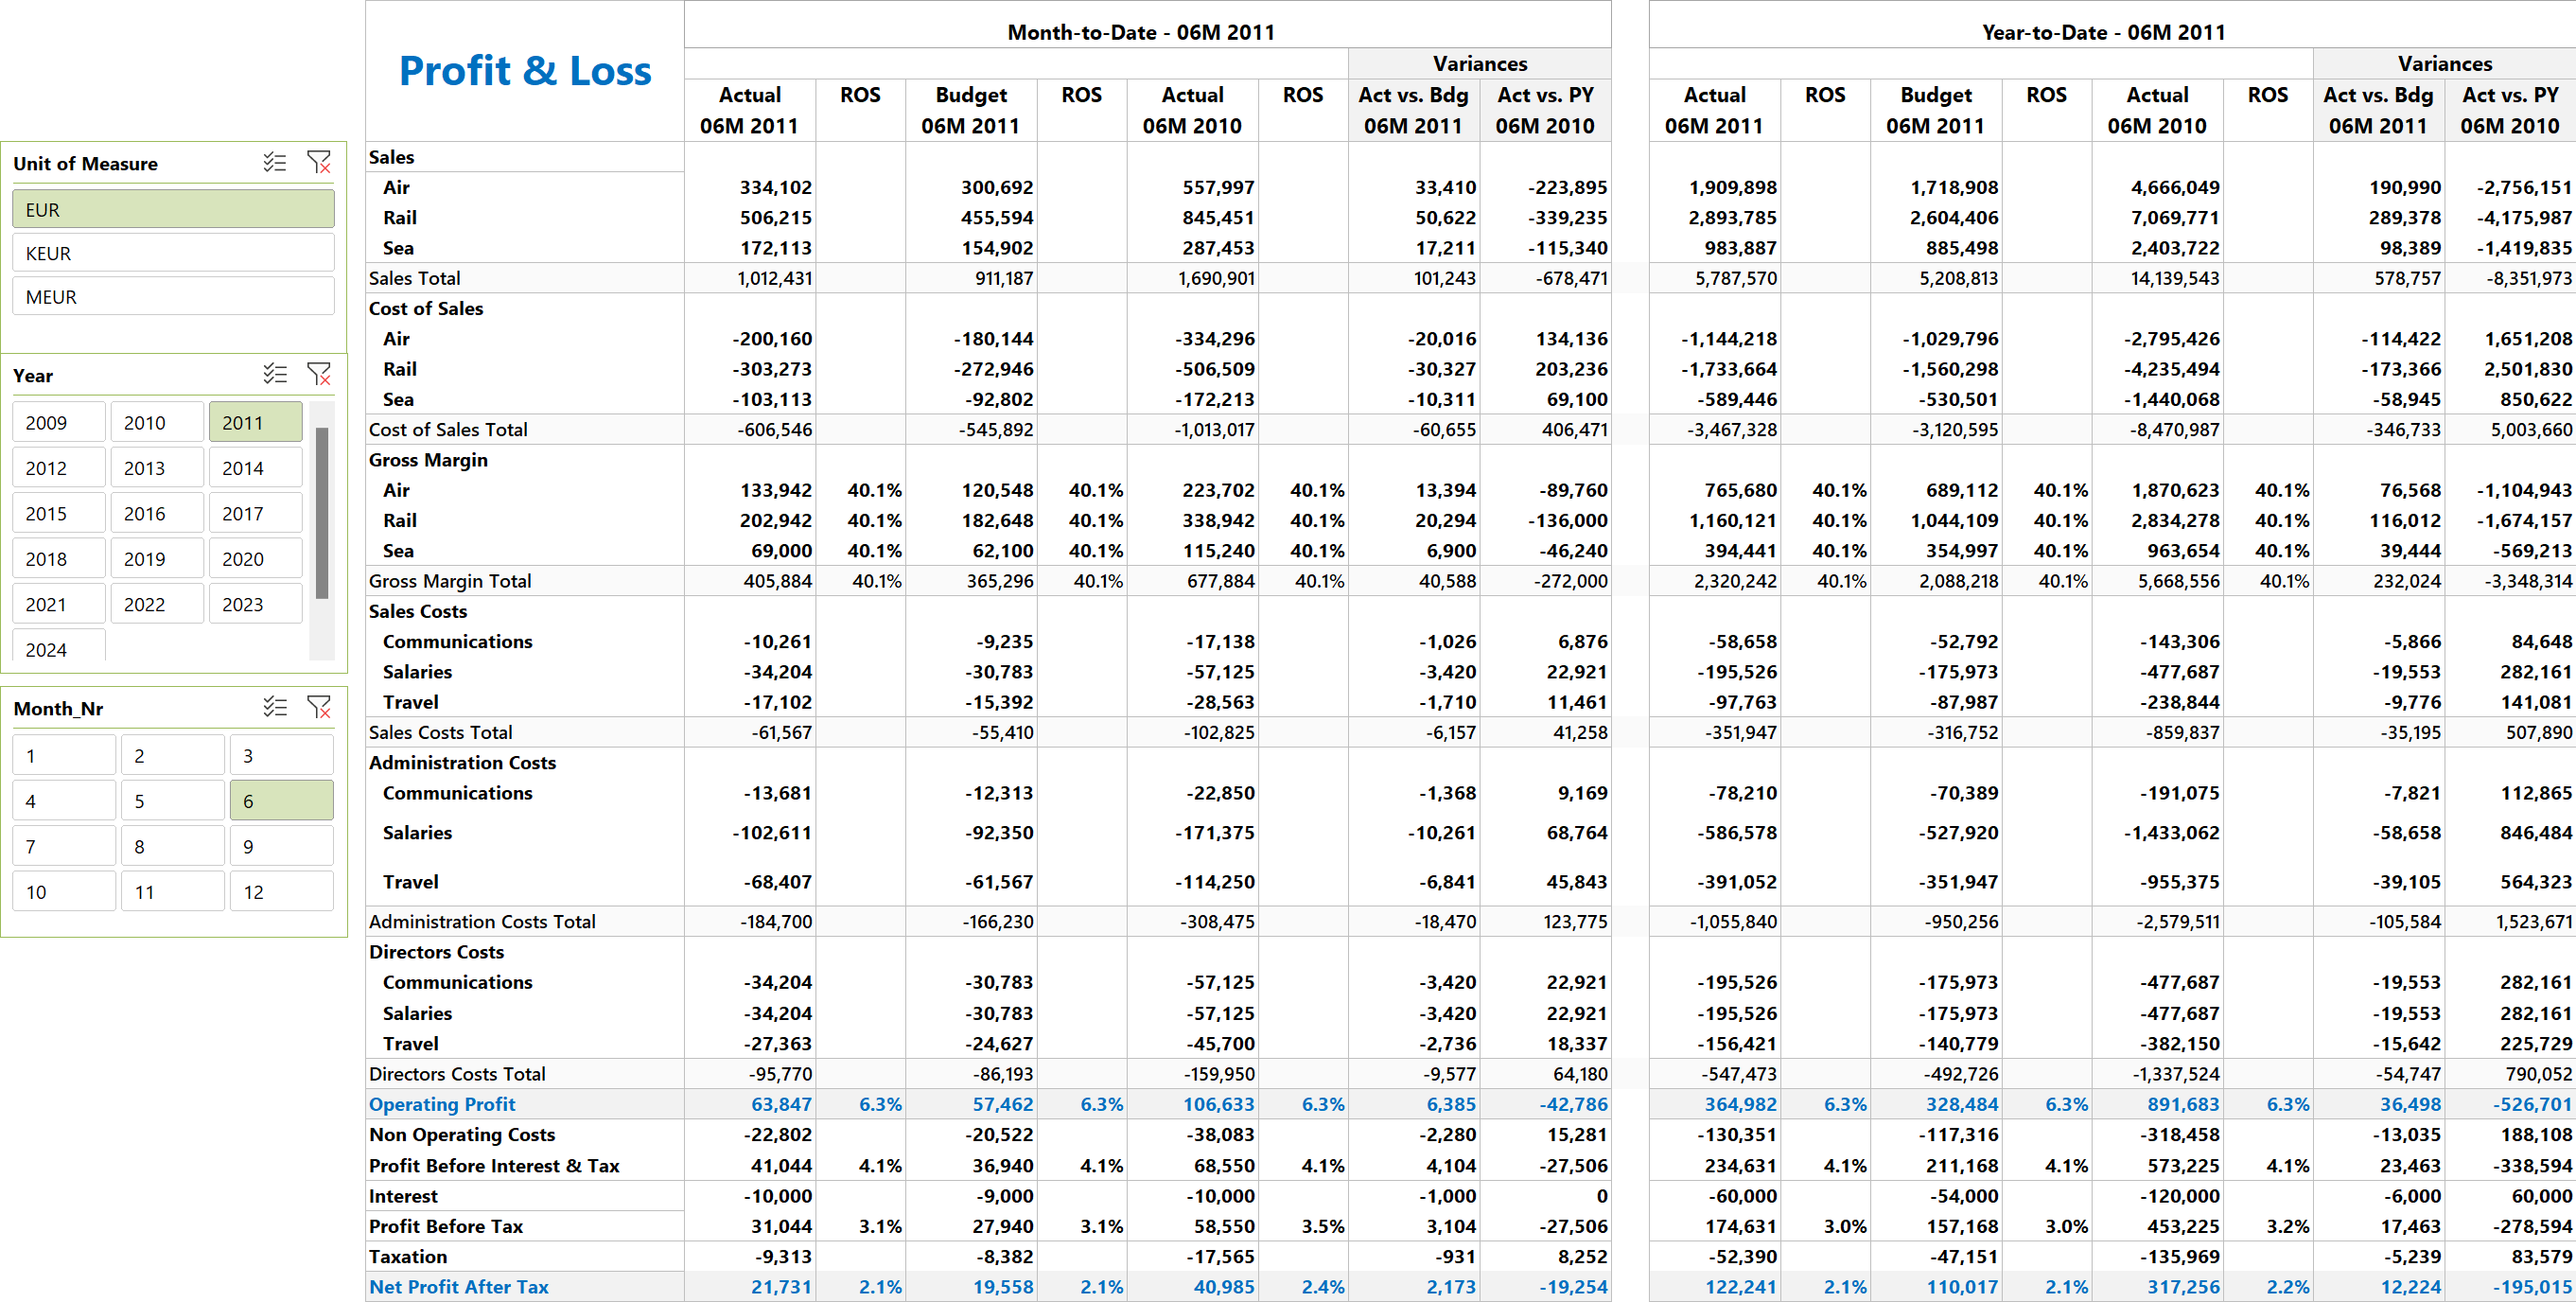 Month-to-Date - 06M 2011 Year-to-Date - 06M 2011
Profit & Loss Variances Variances
Actual ROS Budget ROS Actual ROS Act vs. Bdg Act vs. PY Actual ROS Budget ROS Actual ROS Act vs. Bdg Act vs. PY
06M 2011 06M 2011 06M 2010 06M 2011 06M 2010 06M 2011 06M 2011 06M 2010 06M 2011 06M 2010
Unit of Measure
EUR
KEUR
MEUR
Year
2009 2010 2011
2012 2013 2014
2015 2016 2017
2018 2019 2020
2021 2022 2023
2024
Month_Nr
1 2 3
4 5 6
7 8 9
10 11 12
Sales
Air 334,102 300,692 557,997 33,410 -223,895 1,909,898 1,718,908 4,666,049 190,990 -2,756,151
Rail 506,215 455,594 845,451 50,622 -339,235 2,893,785 2,604,406 7,069,771 289,378 -4,175,987
Sea 172,113 154,902 287,453 17,211 -115,340 983,887 885,498 2,403,722 98,389 -1,419,835
Sales Total 1,012,431 911,187 1,690,901 101,243 -678,471 5,787,570 5,208,813 14,139,543 578,757 -8,351,973
Cost of Sales
Air -200,160 -180,144 -334,296 -20,016 134,136 -1,144,218 -1,029,796 -2,795,426 -114,422 1,651,208
Rail -303,273 -272,946 -506,509 -30,327 203,236 -1,733,664 -1,560,298 -4,235,494 -173,366 2,501,830
Sea -103,113 -92,802 -172,213 -10,311 69,100 -589,446 -530,501 -1,440,068 -58,945 850,622
Cost of Sales Total -606,546 -545,892 -1,013,017 -60,655 406,471 -3,467,328 -3,120,595 -8,470,987 -346,733 5,003,660
Gross Margin
Air 133,942 40.1% 120,548 40.1% 223,702 40.1% 13,394 -89,760 765,680 40.1% 689,112 40.1% 1,870,623 40.1% 76,568 -1,104,943
Rail 202,942 40.1% 182,648 40.1% 338,942 40.1% 20,294 -136,000 1,160,121 40.1% 1,044,109 40.1% 2,834,278 40.1% 116,012 -1,674,157
Sea 69,000 40.1% 62,100 40.1% 115,240 40.1% 6,900 -46,240 394,441 40.1% 354,997 40.1% 963,654 40.1% 39,444 -569,213
Gross Margin Total 405,884 40.1% 365,296 40.1% 677,884 40.1% 40,588 -272,000 2,320,242 40.1% 2,088,218 40.1% 5,668,556 40.1% 232,024 -3,348,314
Sales Costs
Communications -10,261 -9,235 -17,138 -1,026 6,876 -58,658 -52,792 -143,306 -5,866 84,648
Salaries -34,204 -30,783 -57,125 -3,420 22,921 -195,526 -175,973 -477,687 -19,553 282,161
Travel -17,102 -15,392 -28,563 -1,710 11,461 -97,763 -87,987 -238,844 -9,776 141,081
Sales Costs Total -61,567 -55,410 -102,825 -6,157 41,258 -351,947 -316,752 -859,837 -35,195 507,890
Administration Costs
Communications -13,681 -12,313 -22,850 -1,368 9,169 -78,210 -70,389 -191,075 -7,821 112,865
Salaries -102,611 -92,350 -171,375 -10,261 68,764 -586,578 -527,920 -1,433,062 -58,658 846,484
Travel -68,407 -61,567 -114,250 -6,841 45,843 -391,052 -351,947 -955,375 -39,105 564,323
Administration Costs Total -184,700 -166,230 -308,475 -18,470 123,775 -1,055,840 -950,256 -2,579,511 -105,584 1,523,671
Directors Costs
Communications -34,204 -30,783 -57,125 -3,420 22,921 -195,526 -175,973 -477,687 -19,553 282,161
Salaries -34,204 -30,783 -57,125 -3,420 22,921 -195,526 -175,973 -477,687 -19,553 282,161
Travel -27,363 -24,627 -45,700 -2,736 18,337 -156,421 -140,779 -382,150 -15,642 225,729
Directors Costs Total -95,770 -86,193 -159,950 -9,577 64,180 -547,473 -492,726 -1,337,524 -54,747 790,052
Operating Profit 63,847 6.3% 57,462 6.3% 106,633 6.3% 6,385 -42,786 364,982 6.3% 328,484 6.3% 891,683 6.3% 36,498 -526,701
Non Operating Costs -22,802 -20,522 -38,083 -2,280 15,281 -130,351 -117,316 -318,458 -13,035 188,108
Profit Before Interest & Tax 41,044 4.1% 36,940 4.1% 68,550 4.1% 4,104 -27,506 234,631 4.1% 211,168 4.1% 573,225 4.1% 23,463 -338,594
Interest -10,000 -9,000 -10,000 -1,000 0 -60,000 -54,000 -120,000 -6,000 60,000
Profit Before Tax 31,044 3.1% 27,940 3.1% 58,550 3.5% 3,104 -27,506 174,631 3.0% 157,168 3.0% 453,225 3.2% 17,463 -278,594
Taxation -9,313 -8,382 -17,565 -931 8,252 -52,390 -47,151 -135,969 -5,239 83,579
Net Profit After Tax 21,731 2.1% 19,558 2.1% 40,985 2.4% 2,173 -19,254 122,241 2.1% 110,017 2.1% 317,256 2.2% 12,224 -195,015